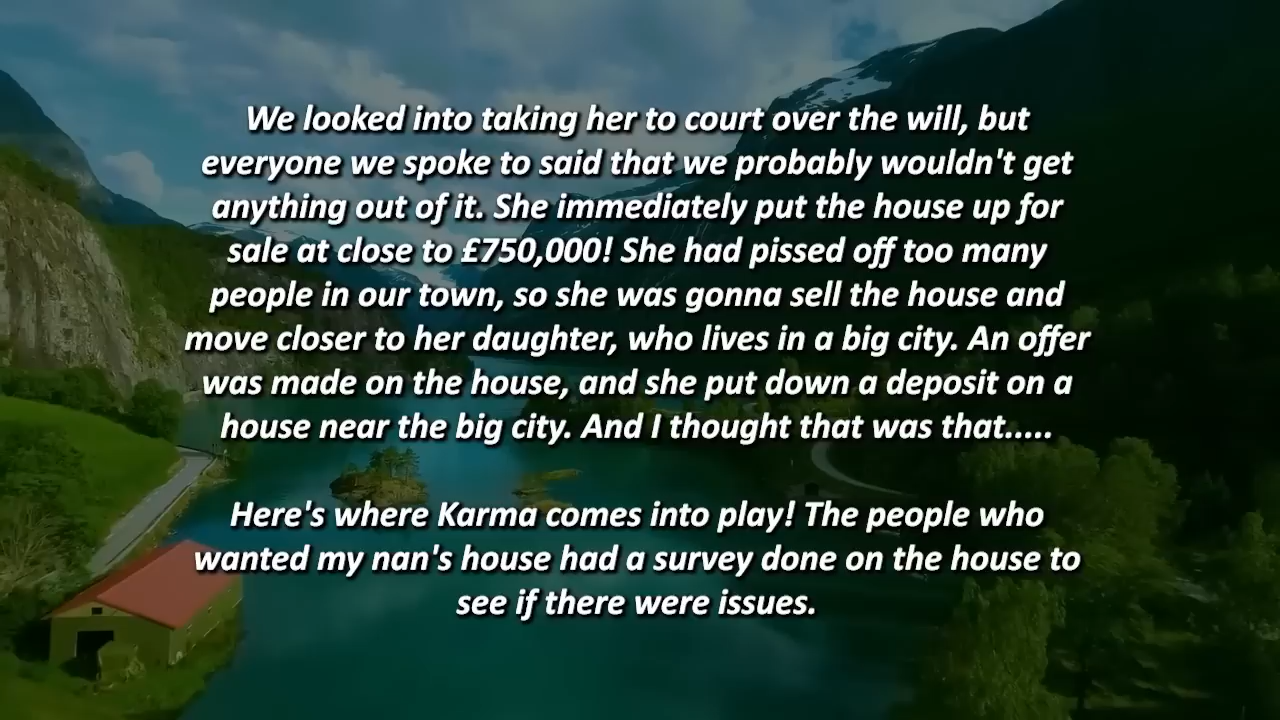 We looked into taking her to court over the will, but
everyone we spoke to said that we probably wouldn't get
anything out of it. She immediately put the house up for
sale at close to £750,000! She had pissed off too many
people in our town, so she was gonna sell the house and
move closer to her daughter, who lives in a big city. An offer
was made on the house, and she put down a deposit on a
house near the big city. And I thought that was that.....
Here's where Karma comes into play! The people who
wanted my nan's house had a survey done on the house to
see if there were issues.